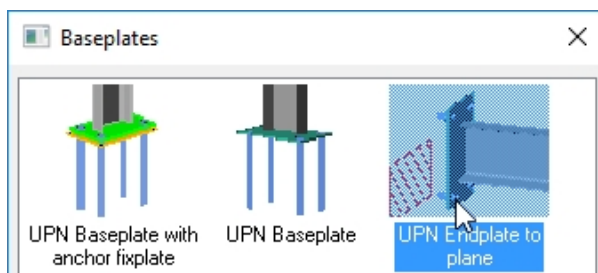 Baseplates
UPN Baseplate with
anchor fixplate
UPN Baseplate
UPN Endplate to
plane